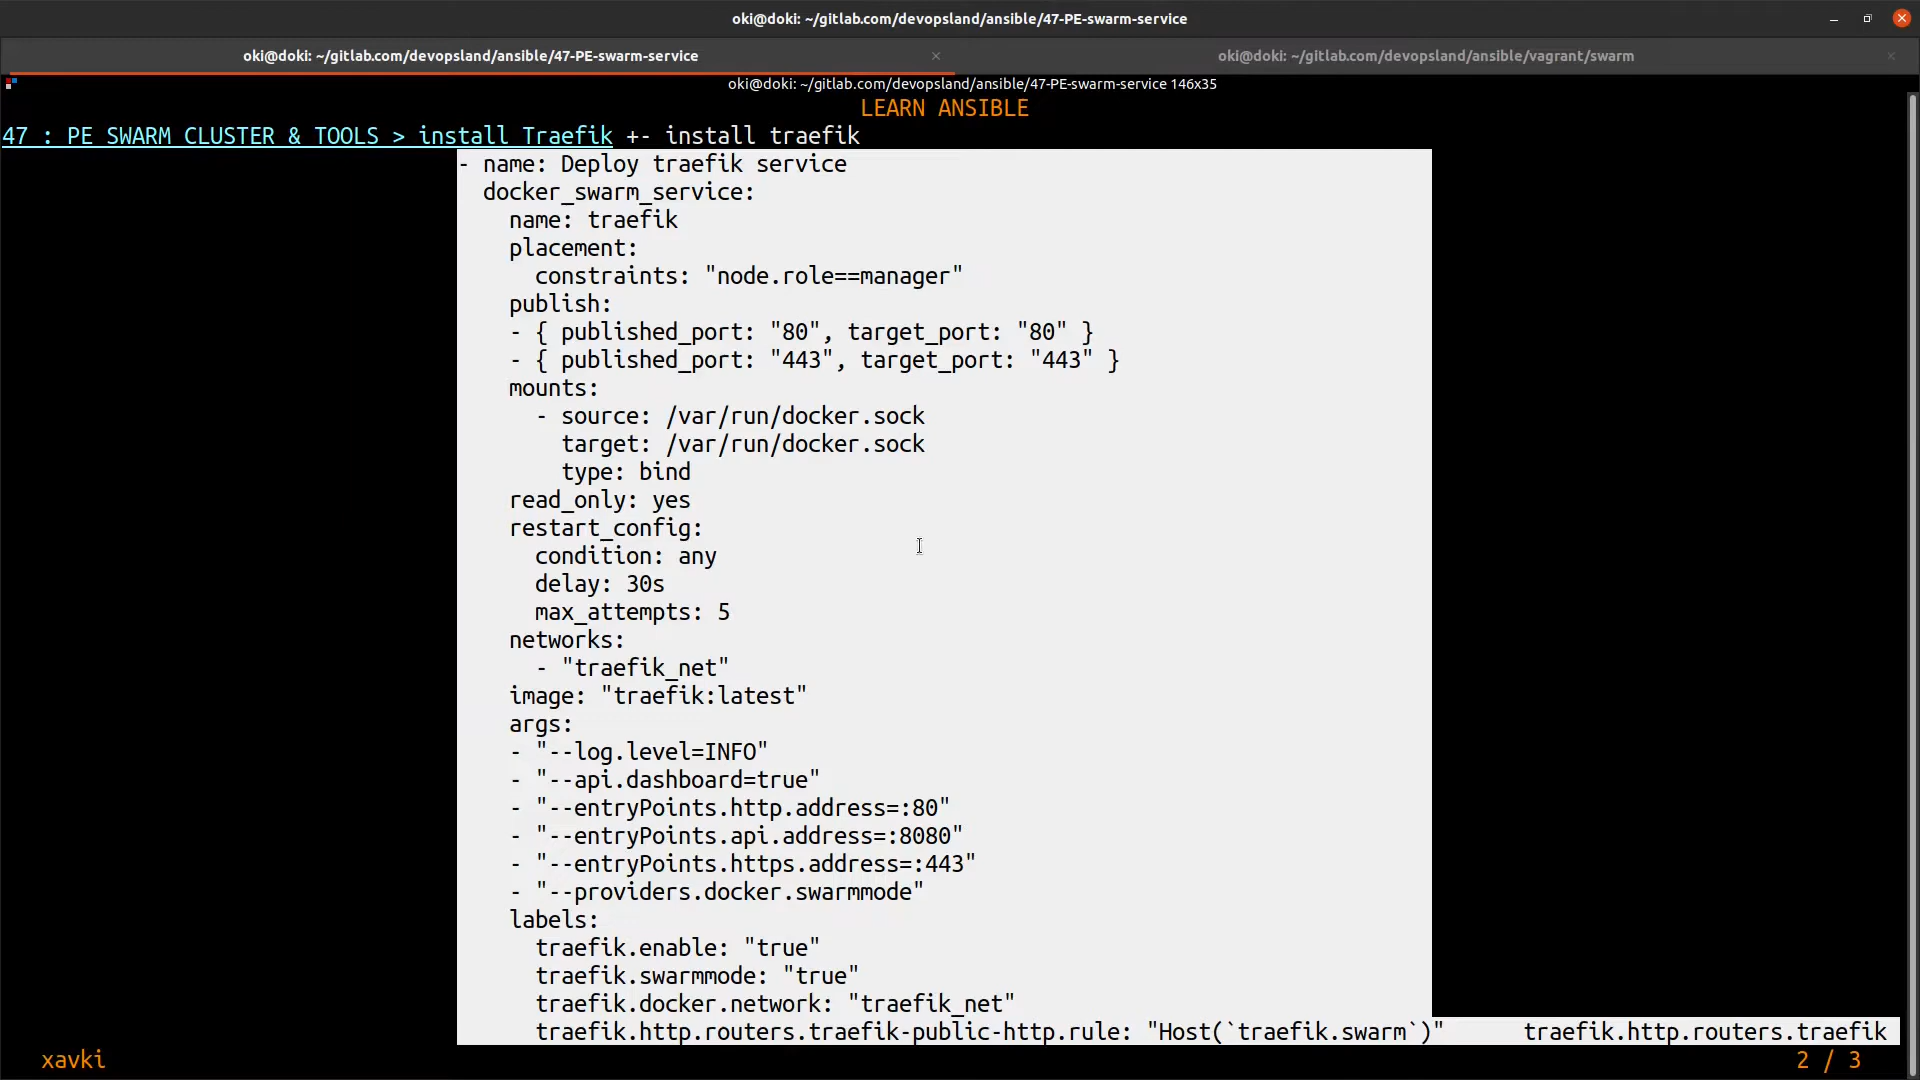 oki@doki: ~/gitlab.com/devopsland/ansible/47-PE-swarm-service
oki@doki: ~/gitlab.com/devopsland/ansible/47-PE-swarm-service
oki@doki: ~/gitlab.com/devopsland/ansible/vagrant/swarm
oki@doki: ~/gitlab.com/devopsland/ansible/47-PE-swarm-service 146x35
LEARN ANSIBLE
47 : PE SWARM CLUSTER & TOOLS > install Traefik +- install traefik
- name: Deploy traefik service
  docker_swarm_service:
    name: traefik
    placement:
      constraints: "node.role==manager"
    publish:
    - { published_port: "80", target_port: "80" }
    - { published_port: "443", target_port: "443" }
    mounts:
      - source: /var/run/docker.sock
        target: /var/run/docker.sock
        type: bind
    read_only: yes
    restart_config:
      condition: any
      delay: 30s
      max_attempts: 5
    networks:
      - "traefik_net"
    image: "traefik:latest"
    args:
    - "--log.level=INFO"
    - "--api.dashboard=true"
    - "--entryPoints.http.address=:80"
    - "--entryPoints.api.address=:8080"
    - "--entryPoints.https.address=:443"
    - "--providers.docker.swarmmode"
    labels:
      traefik.enable: "true"
      traefik.swarmmode: "true"
      traefik.docker.network: "traefik_net"
      traefik.http.routers.traefik-public-http.rule: "Host(`traefik.swarm`)"      traefik.http.routers.traefik
xavki
2 / 3